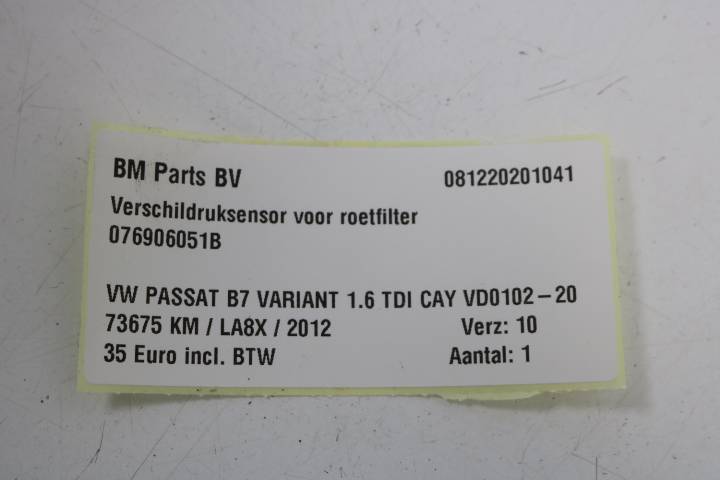 BM Parts BV 081220201041
Verschildruksensor voor roetfilter
076906051B
VW PASSAT B7 VARIANT 1.6 TDI CAY VD0102-20
73675 KM / LA8X / 2012 Verz: 10
35 Euro incl. BTW Aantal: 1